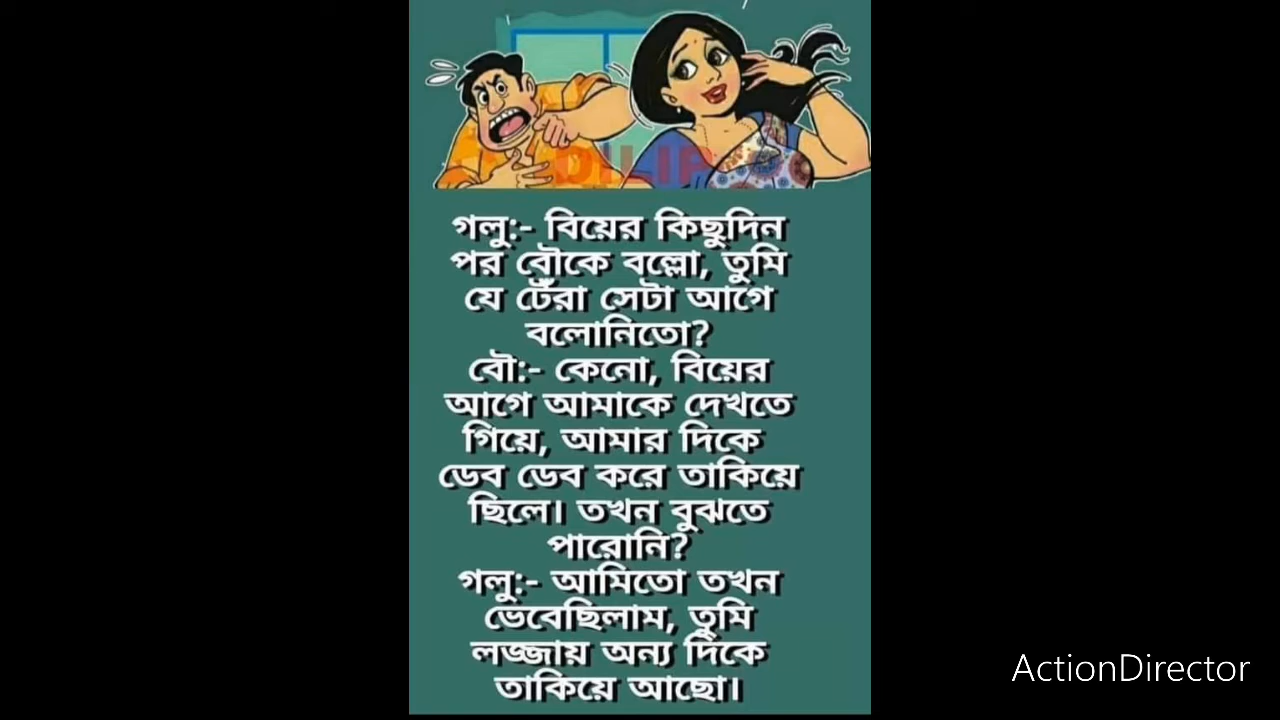 DILIP
গলু:- বিয়ের কিছুদিন
পর বৌকে বল্লো, তুমি
যে টেঁরা সেটা আগে
বলোনিতো?
বৌ:- কেনো, বিয়ের
আগে আমাকে দেখতে
গিয়ে, আমার দিকে
ডেব ডেব করে তাকিয়ে
ছিলে। তখন বুঝতে
পারোনি?
গলু:- আমিতো তখন
ভেবেছিলাম, তুমি
লজ্জায় অন্য দিকে
তাকিয়ে আছো।
ActionDirector